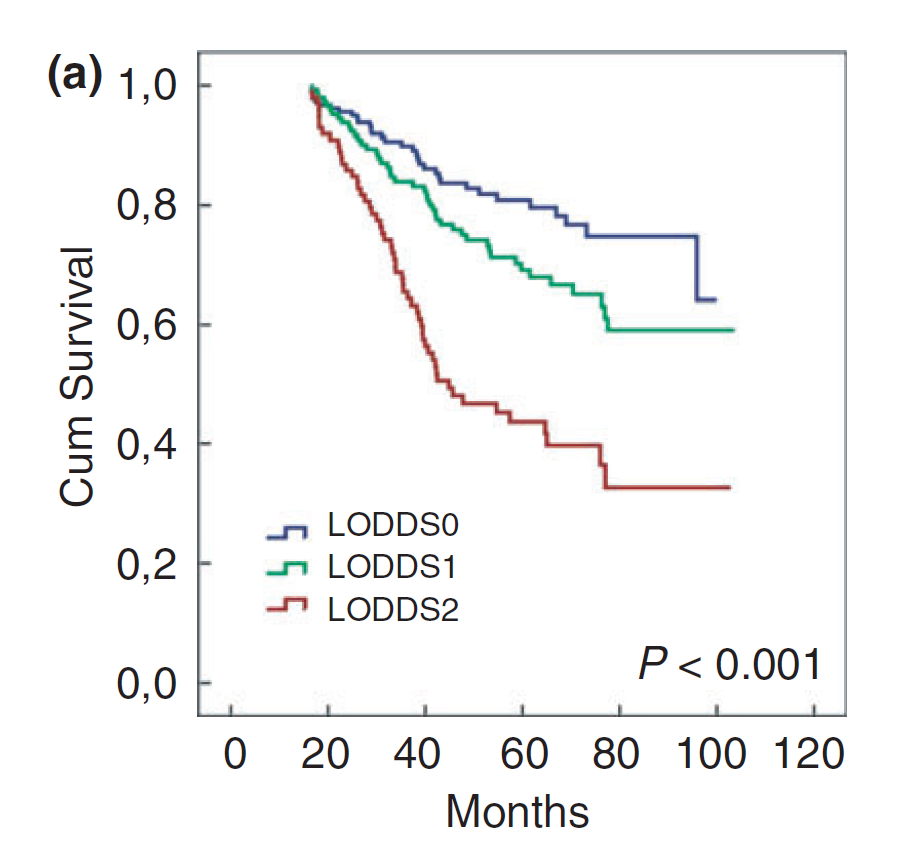 (a)
1,0
0,8
0,6
0,4
0,2
0,0
Cum Survival
LODDS0
LODDS1
LODDS2
P < 0.001
0 20 40 60 80 100 120
Months